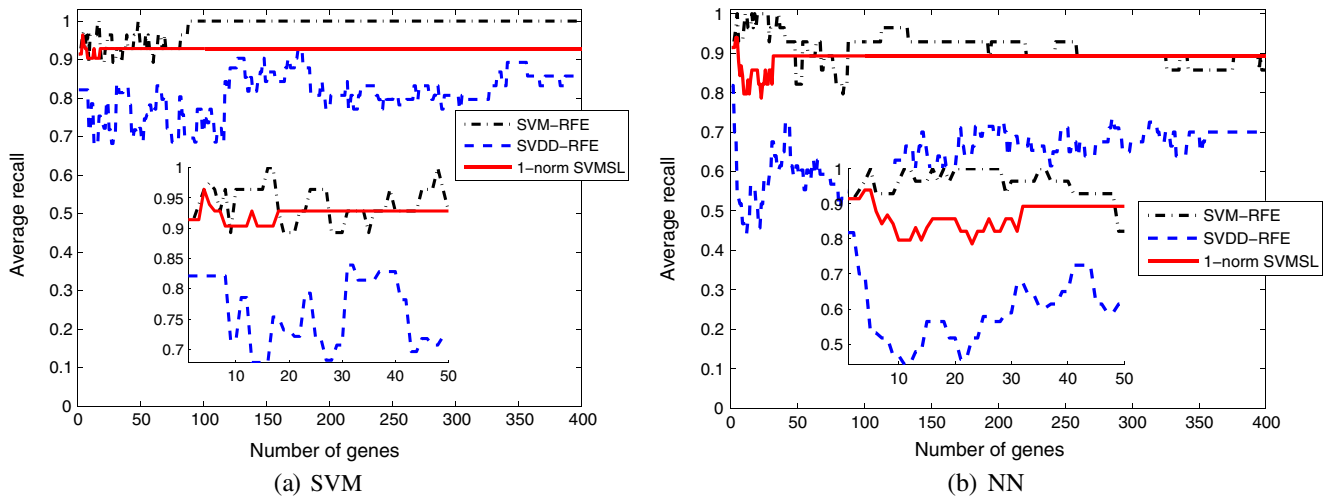 1
0.9
0.8
0.7
0.6
0.5
0.4
0.3
0.2
0.1
0
Average recall
0 50 100 150 200 250 300 350 400
Number of genes
SVM-RFE
SVDD-RFE
1-norm SVMSL
1
0.95
0.9
0.85
0.8
0.75
0.7
10 20 30 40 50
(a) SVM
1
0.9
0.8
0.7
0.6
0.5
0.4
0.3
0.2
0.1
0
Average recall
0 50 100 150 200 250 300 350 400
Number of genes
SVM-RFE
SVDD-RFE
1-norm SVMSL
1
0.9
0.8
0.7
0.6
0.5
10 20 30 40 50
(b) NN